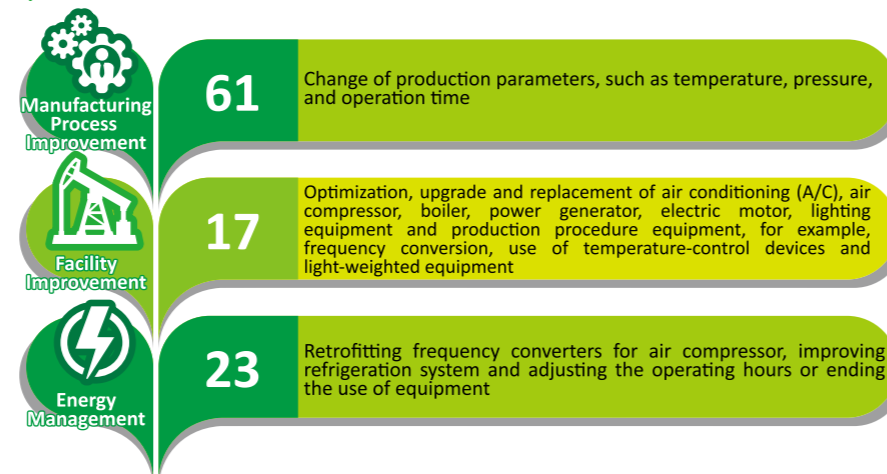 Manufacturing
Process
Improvement
61
Change of production parameters, such as temperature, pressure,
and operation time
Facility
Improvement
17
Optimization, upgrade and replacement of air conditioning (A/C), air
compressor, boiler, power generator, electric motor, lighting
equipment and production procedure equipment, for example,
frequency conversion, use of temperature-control devices and
light-weighted equipment
Energy
Management
23
Retrofitting frequency converters for air compressor, improving
refrigeration system and adjusting the operating hours or ending
the use of equipment